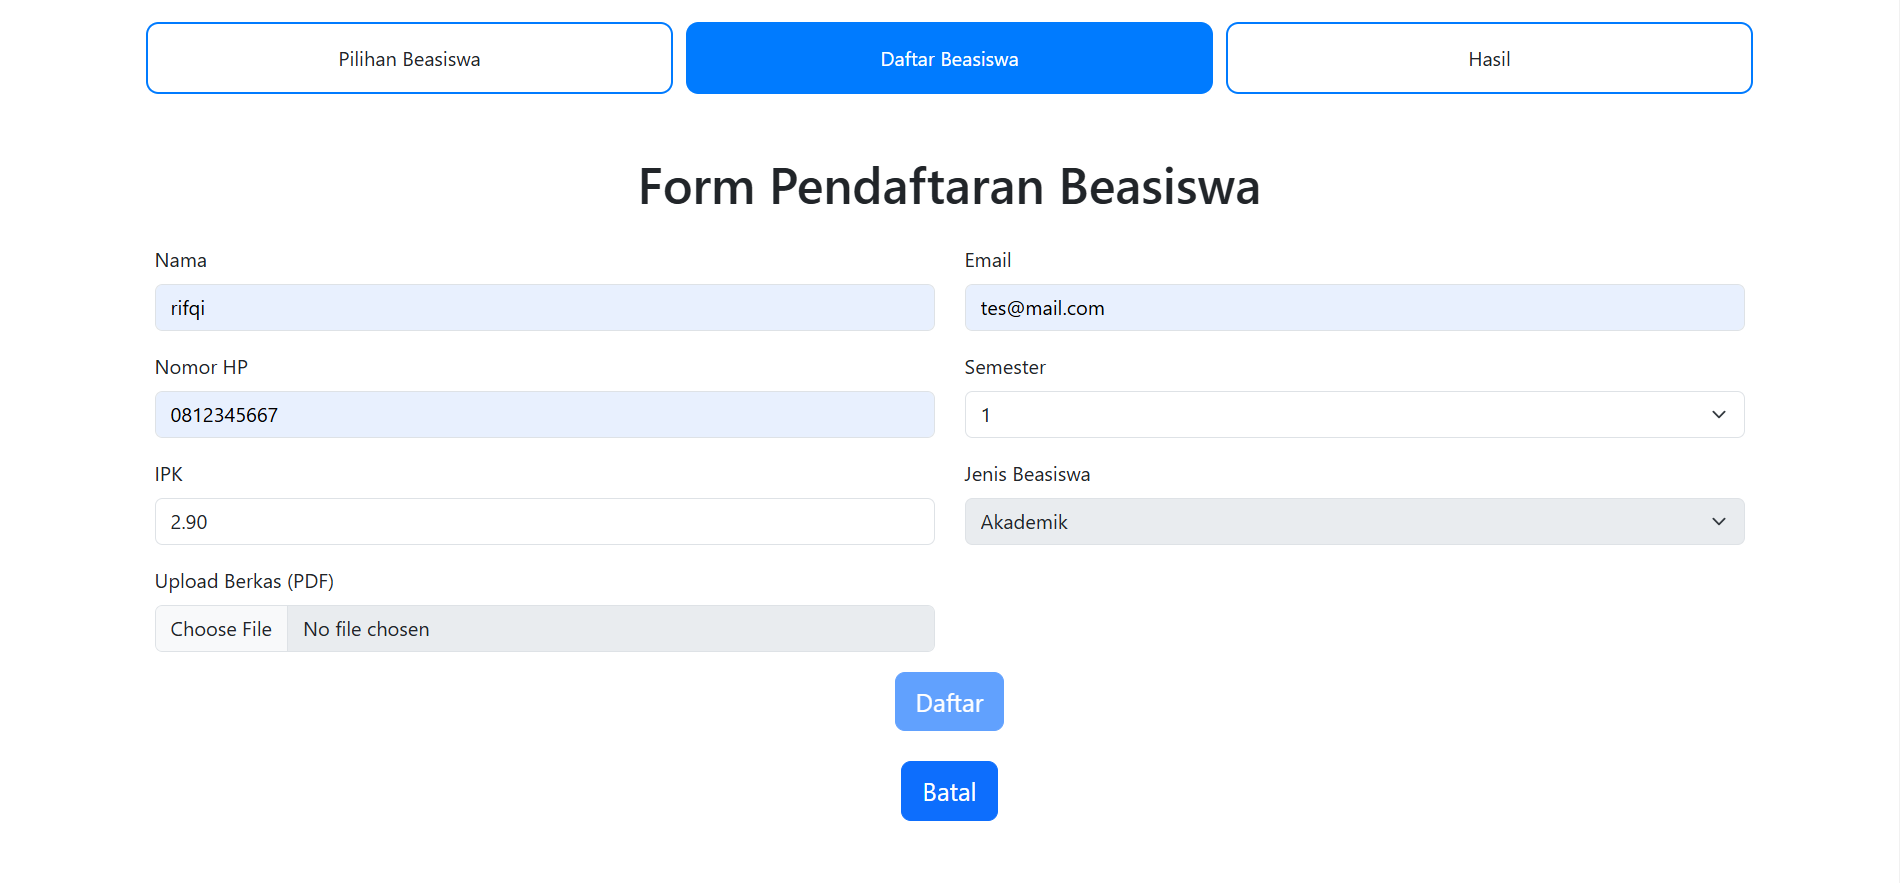 Pilihan Beasiswa
Daftar Beasiswa
Hasil
Form Pendaftaran Beasiswa
Nama
Email
rifqi
tes@mail.com
Nomor HP
Semester
0812345667
1
IPK
Jenis Beasiswa
2.90
Akademik
Upload Berkas (PDF)
Choose File No file chosen
Daftar
Batal